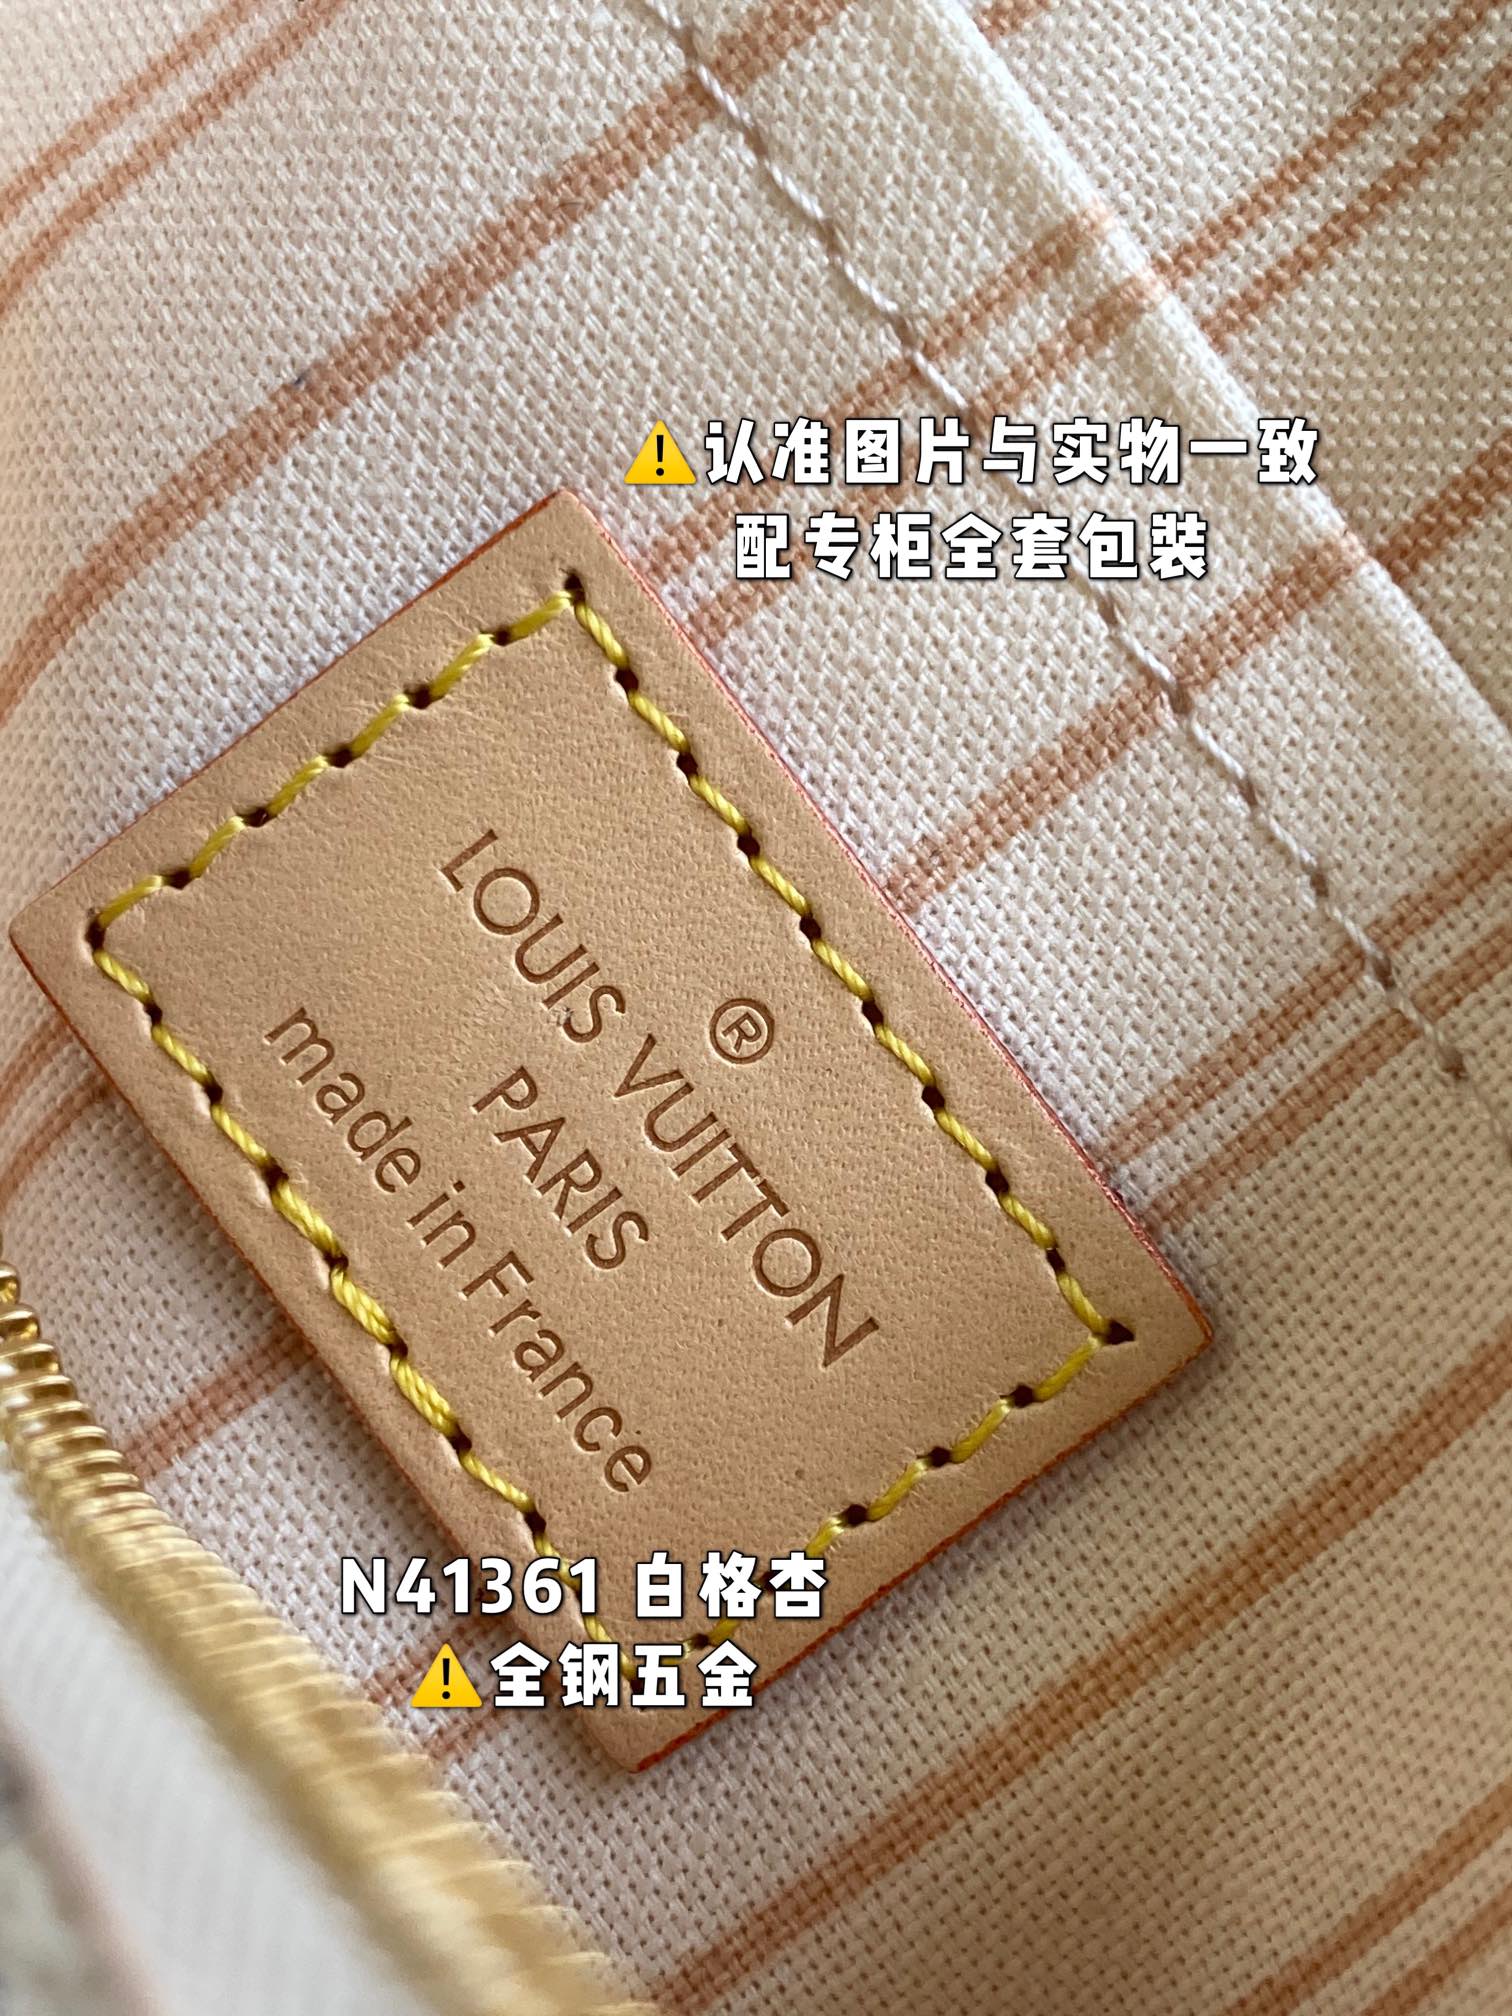 ⚠️认准图片与实物一致
配专柜全套包装
LOUIS VUITTON
®
PARIS
made in France
N41361 白格杏
⚠️全钢五金